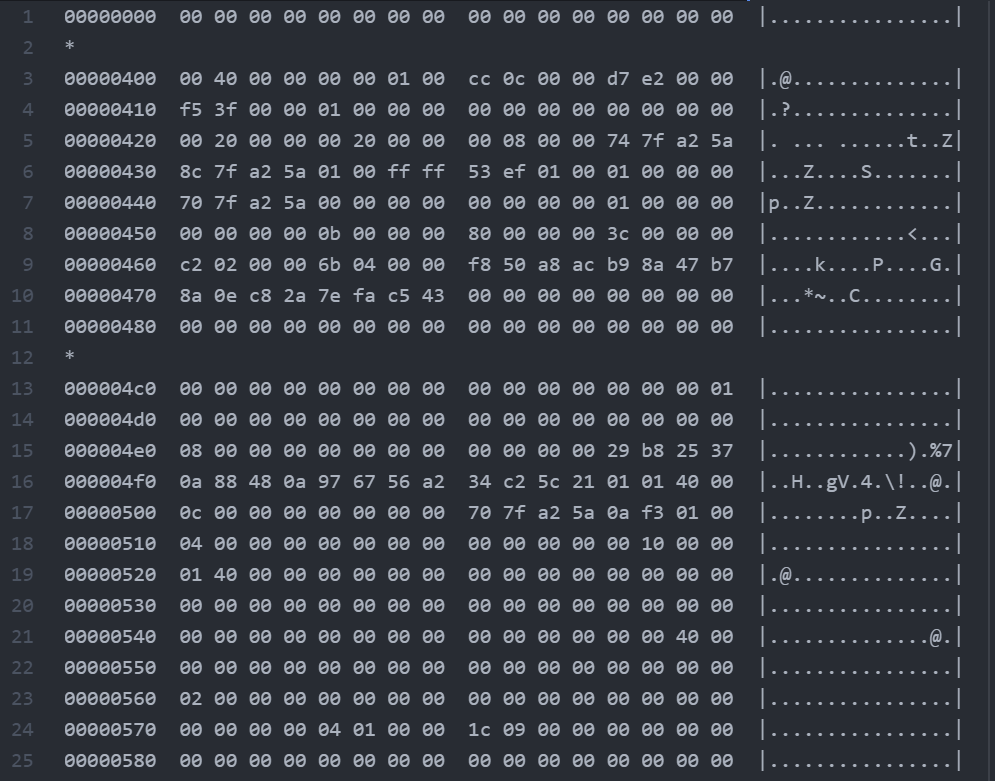 1 00000000 00 00 00 00 00 00 00 00 00 00 00 00 00 00 00 00 |................|
2 *
3 00000400 00 40 00 00 00 00 01 00 cc 0c 00 00 d7 e2 00 00 |.@..............|
4 00000410 f5 3f 00 00 01 00 00 00 00 00 00 00 00 00 00 00 |.?..............|
5 00000420 00 20 00 00 00 20 00 00 00 08 00 00 74 7f a2 5a |. ... ......t..Z|
6 00000430 8c 7f a2 5a 01 00 ff ff 53 ef 01 00 01 00 00 00 |...Z....S.......|
7 00000440 70 7f a2 5a 00 00 00 00 00 00 00 00 01 00 00 00 |p..Z............|
8 00000450 00 00 00 00 0b 00 00 00 80 00 00 00 3c 00 00 00 |............<...|
9 00000460 c2 02 00 00 6b 04 00 00 f8 50 a8 ac b9 8a 47 b7 |....k....P....G.|
10 00000470 8a 0e c8 2a 7e fa c5 43 00 00 00 00 00 00 00 00 |...*~..C........|
11 00000480 00 00 00 00 00 00 00 00 00 00 00 00 00 00 00 00 |................|
12 *
13 000004c0 00 00 00 00 00 00 00 00 00 00 00 00 00 00 00 01 |................|
14 000004d0 00 00 00 00 00 00 00 00 00 00 00 00 00 00 00 00 |................|
15 000004e0 08 00 00 00 00 00 00 00 00 00 00 00 29 b8 25 37 |............).%7|
16 000004f0 0a 88 48 0a 97 67 56 a2 34 c2 5c 21 01 01 40 00 |..H..gV.4.\!..@.|
17 00000500 0c 00 00 00 00 00 00 00 70 7f a2 5a 0a f3 01 00 |........p..Z....|
18 00000510 04 00 00 00 00 00 00 00 00 00 00 00 00 10 00 00 |................|
19 00000520 01 40 00 00 00 00 00 00 00 00 00 00 00 00 00 00 |.@..............|
20 00000530 00 00 00 00 00 00 00 00 00 00 00 00 00 00 00 00 |................|
21 00000540 00 00 00 00 00 00 00 00 00 00 00 00 00 00 40 00 |..............@.|
22 00000550 00 00 00 00 00 00 00 00 00 00 00 00 00 00 00 00 |................|
23 00000560 02 00 00 00 00 00 00 00 00 00 00 00 00 00 00 00 |................|
24 00000570 00 00 00 00 04 01 00 00 1c 09 00 00 00 00 00 00 |................|
25 00000580 00 00 00 00 00 00 00 00 00 00 00 00 00 00 00 00 |................|